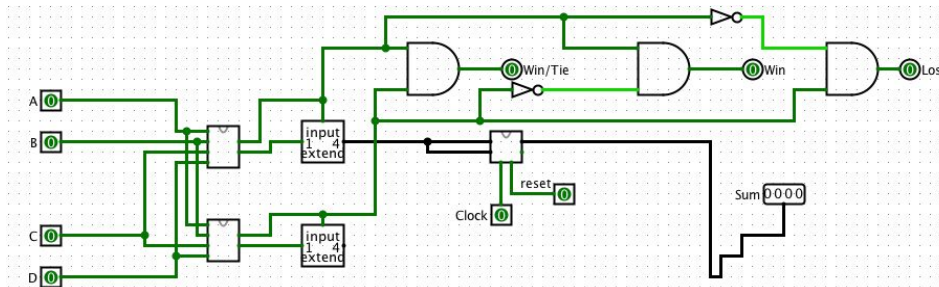 Win/Tie
Win
Los
A
B
C
D
input
1 4
extend
input
1 4
extend
reset
Clock
Sum
0000
0
0
0
0
0
0
0
0
0